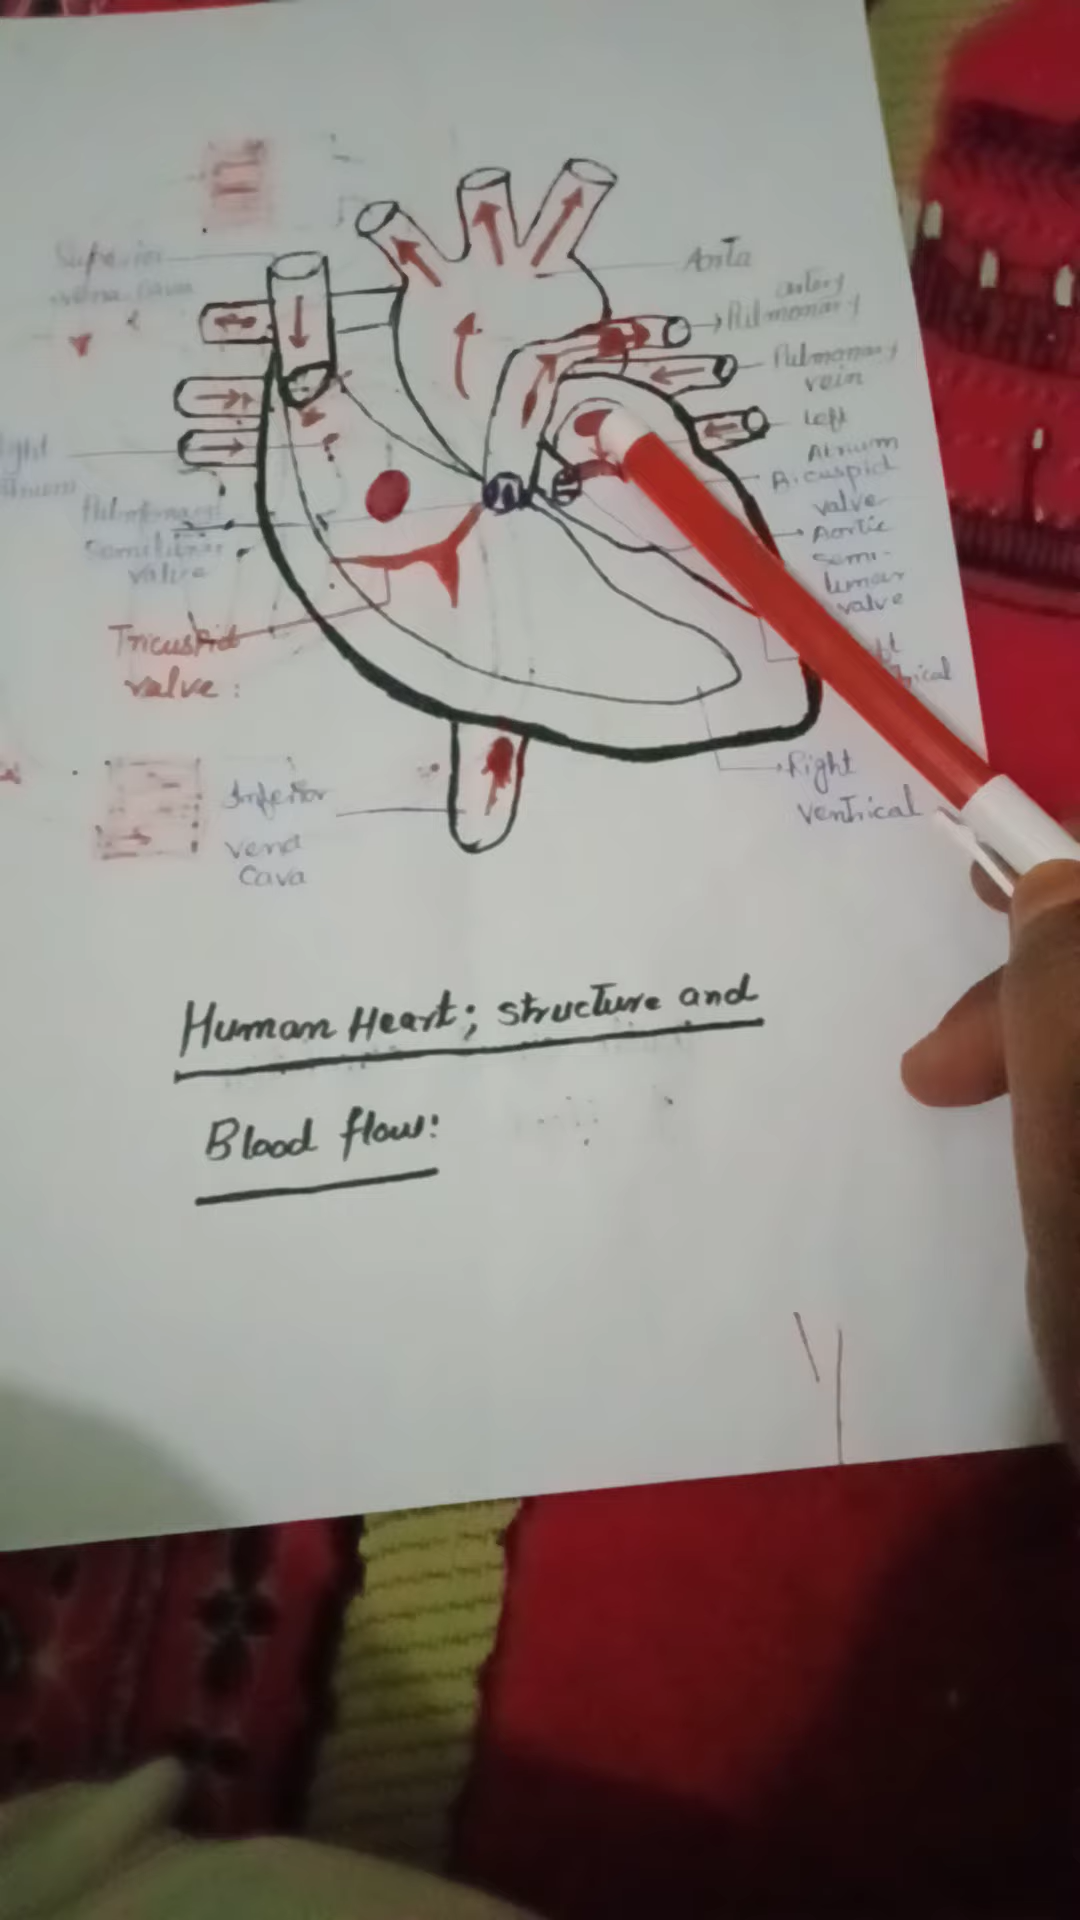 Superior
vena cava
Aorta
artery
Pulmonary
Pulmonary
vein
Left
Atrium
Bicuspid
valve
Aortic
semi-
lunar
valve
Semilunar
valve
Tricuspid
valve:
Right
ventrical
Inferior
vena
cava
Human Heart; structure and
Blood flow: